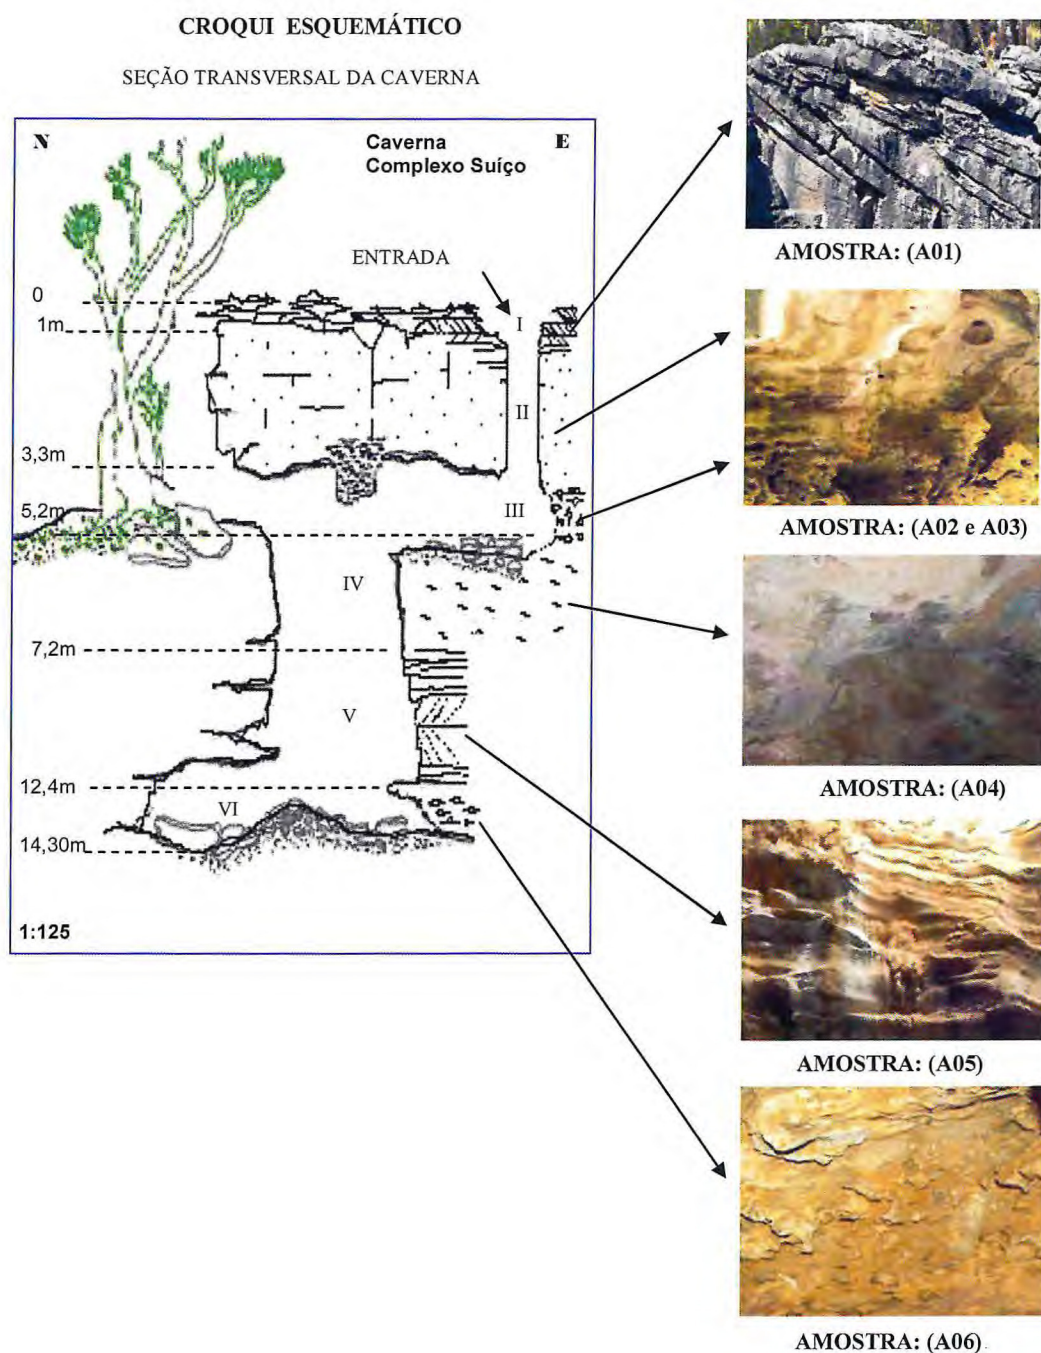 CROQUI ESQUEMÁTICO
SEÇÃO TRANSVERSAL DA CAVERNA
N
Caverna
Complexo Suíço
E
ENTRADA
0
1m
I
II
3,3m
5,2m
III
IV
7,2m
V
12,4m
VI
14,30m
1:125
AMOSTRA: (A01)
AMOSTRA: (A02 e A03)
AMOSTRA: (A04)
AMOSTRA: (A05)
AMOSTRA: (A06)